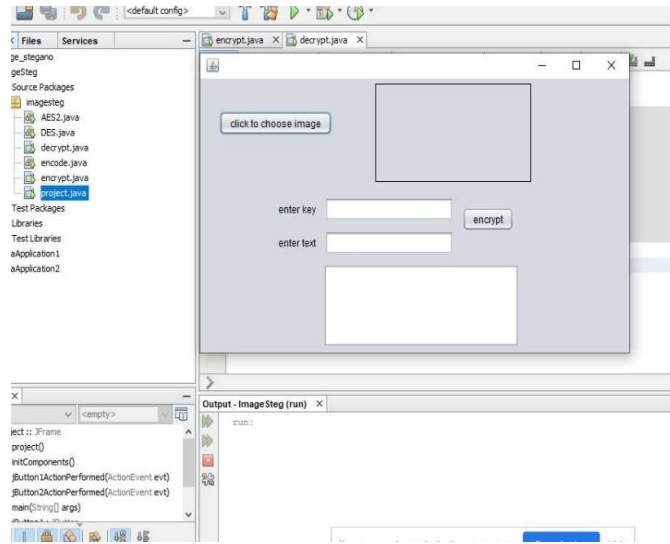 <default config>
Files Services
encrypt.java X decrypt.java X
ge_stegano
geSteg
Source Packages
imagesteg
AES2.java
DES.java
decrypt.java
encode.java
encrypt.java
project.java
Test Packages
Libraries
Test Libraries
aApplication1
aApplication2
click to choose image
enter key
encrypt
enter text
<empty>
ject :: JFrame
project()
initComponents()
jButton1ActionPerformed(ActionEvent evt)
jButton2ActionPerformed(ActionEvent evt)
main(String[] args)
Output - ImageSteg (run) X
run: